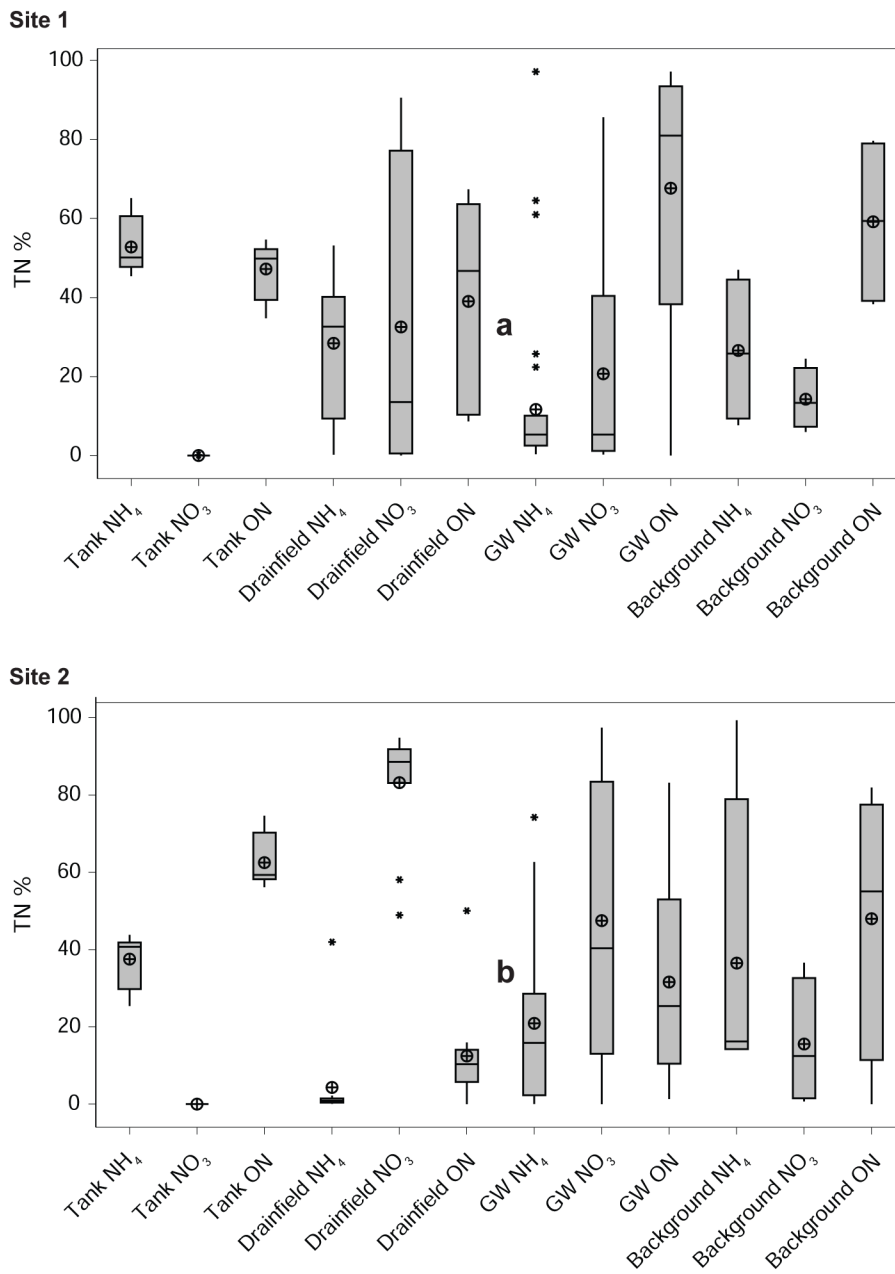 Site 1
100
80
60
40
20
0
TN %
a
Tank NH₄
Tank NO₃
Tank ON
Drainfield NH₄
Drainfield NO₃
Drainfield ON
GW NH₄
GW NO₃
GW ON
Background NH₄
Background NO₃
Background ON
Site 2
100
80
60
40
20
0
TN %
b
Tank NH₄
Tank NO₃
Tank ON
Drainfield NH₄
Drainfield NO₃
Drainfield ON
GW NH₄
GW NO₃
GW ON
Background NH₄
Background NO₃
Background ON